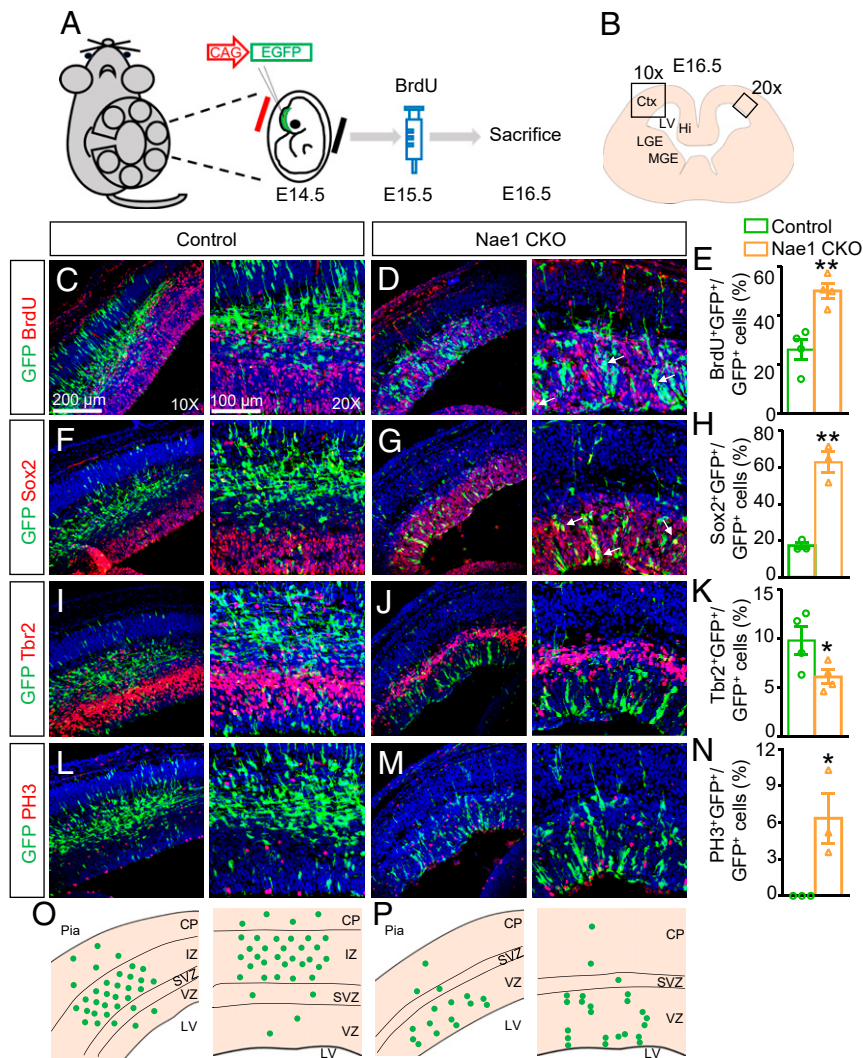 A
CAG EGFP
BrdU
Sacrifice
E14.5 E15.5 E16.5
B
10x E16.5 20x
Ctx
LV Hi
LGE
MGE
Control Nae1 CKO
Control
Nae1 CKO
GFP BrdU
C
200 µm 10X
100 µm 20X
D
E
BrdU⁺GFP⁺/
GFP⁺ cells (%)
60
40
20
0
**
GFP Sox2
F
G
H
Sox2⁺GFP⁺/
GFP⁺ cells (%)
80
60
40
20
0
**
GFP Tbr2
I
J
K
Tbr2⁺GFP⁺/
GFP⁺ cells (%)
15
10
5
0
*
GFP PH3
L
M
N
PH3⁺GFP⁺/
GFP⁺ cells (%)
12
9
6
3
0
*
O
Pia
CP
IZ
SVZ
VZ
LV
CP
IZ
SVZ
VZ
LV
P
Pia
CP
SVZ
VZ
LV
CP
SVZ
VZ
LV